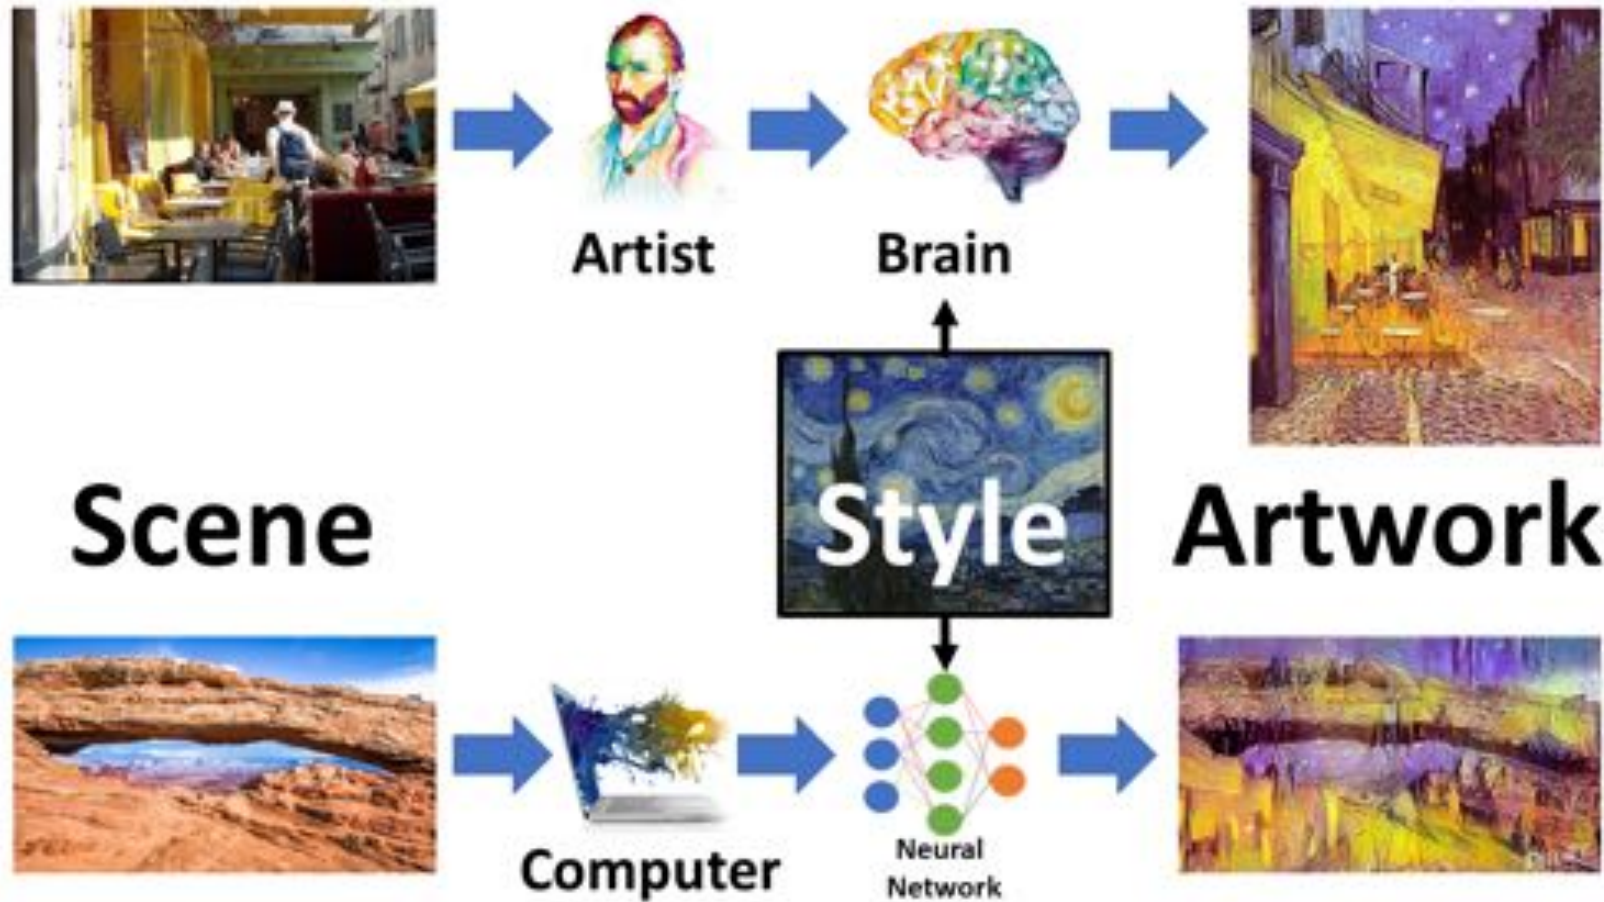 Artist
Brain
Scene
Style
Artwork
Computer
Neural
Network